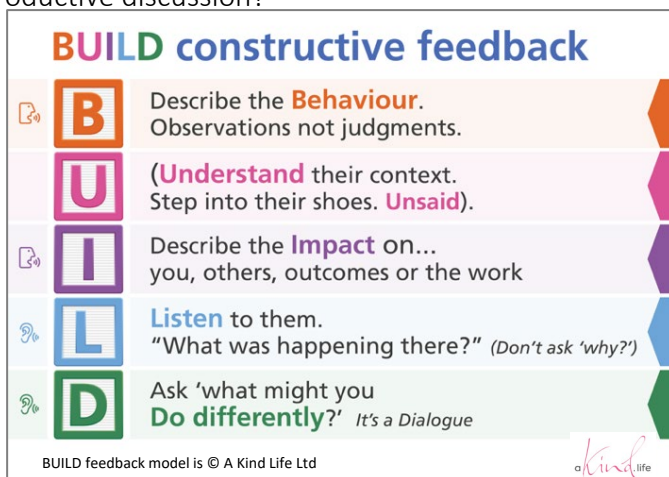 oductive discussion?
BUILD constructive feedback
B
Describe the Behaviour.
Observations not judgments.
U
(Understand their context.
Step into their shoes. Unsaid).
I
Describe the Impact on...
you, others, outcomes or the work
L
Listen to them.
“What was happening there?” (Don’t ask ‘why?’)
D
Ask ‘what might you
Do differently?’ It’s a Dialogue
BUILD feedback model is © A Kind Life Ltd
a Kind.life